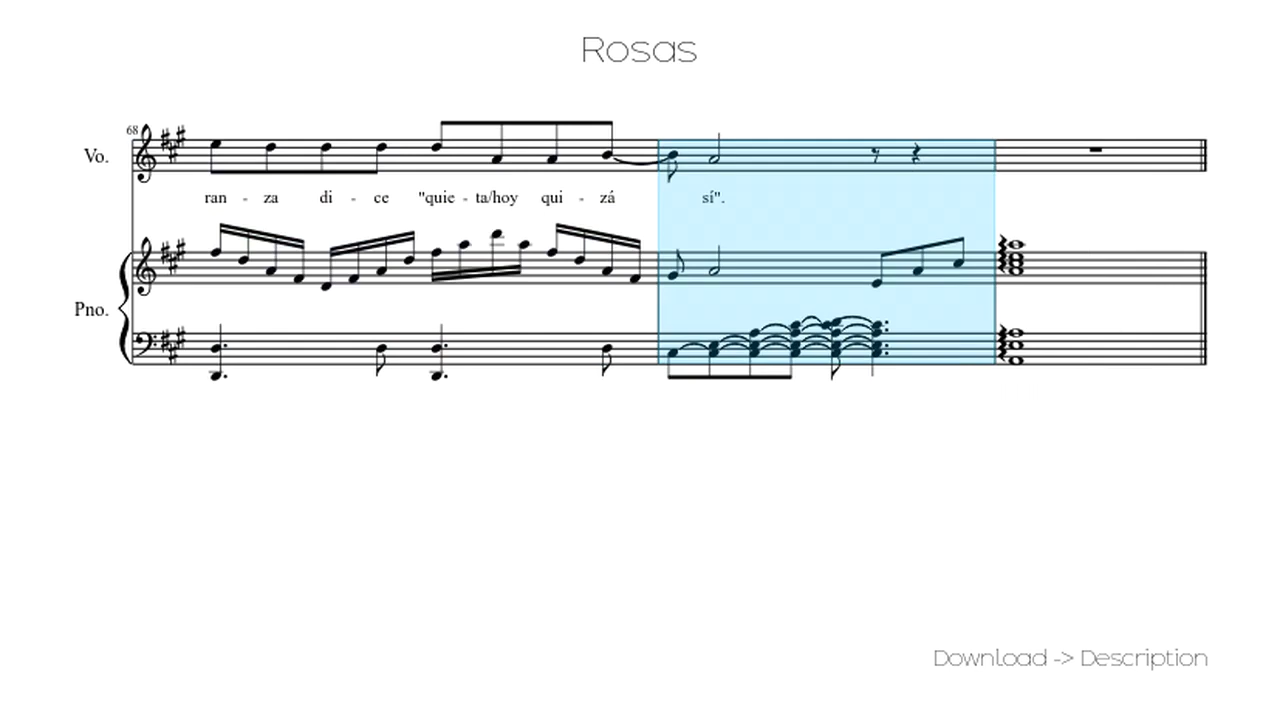 Rosas
68
Vo.
ran - za di - ce "quie - ta/hoy qui - zá sí".
Pno.
Download -> Description